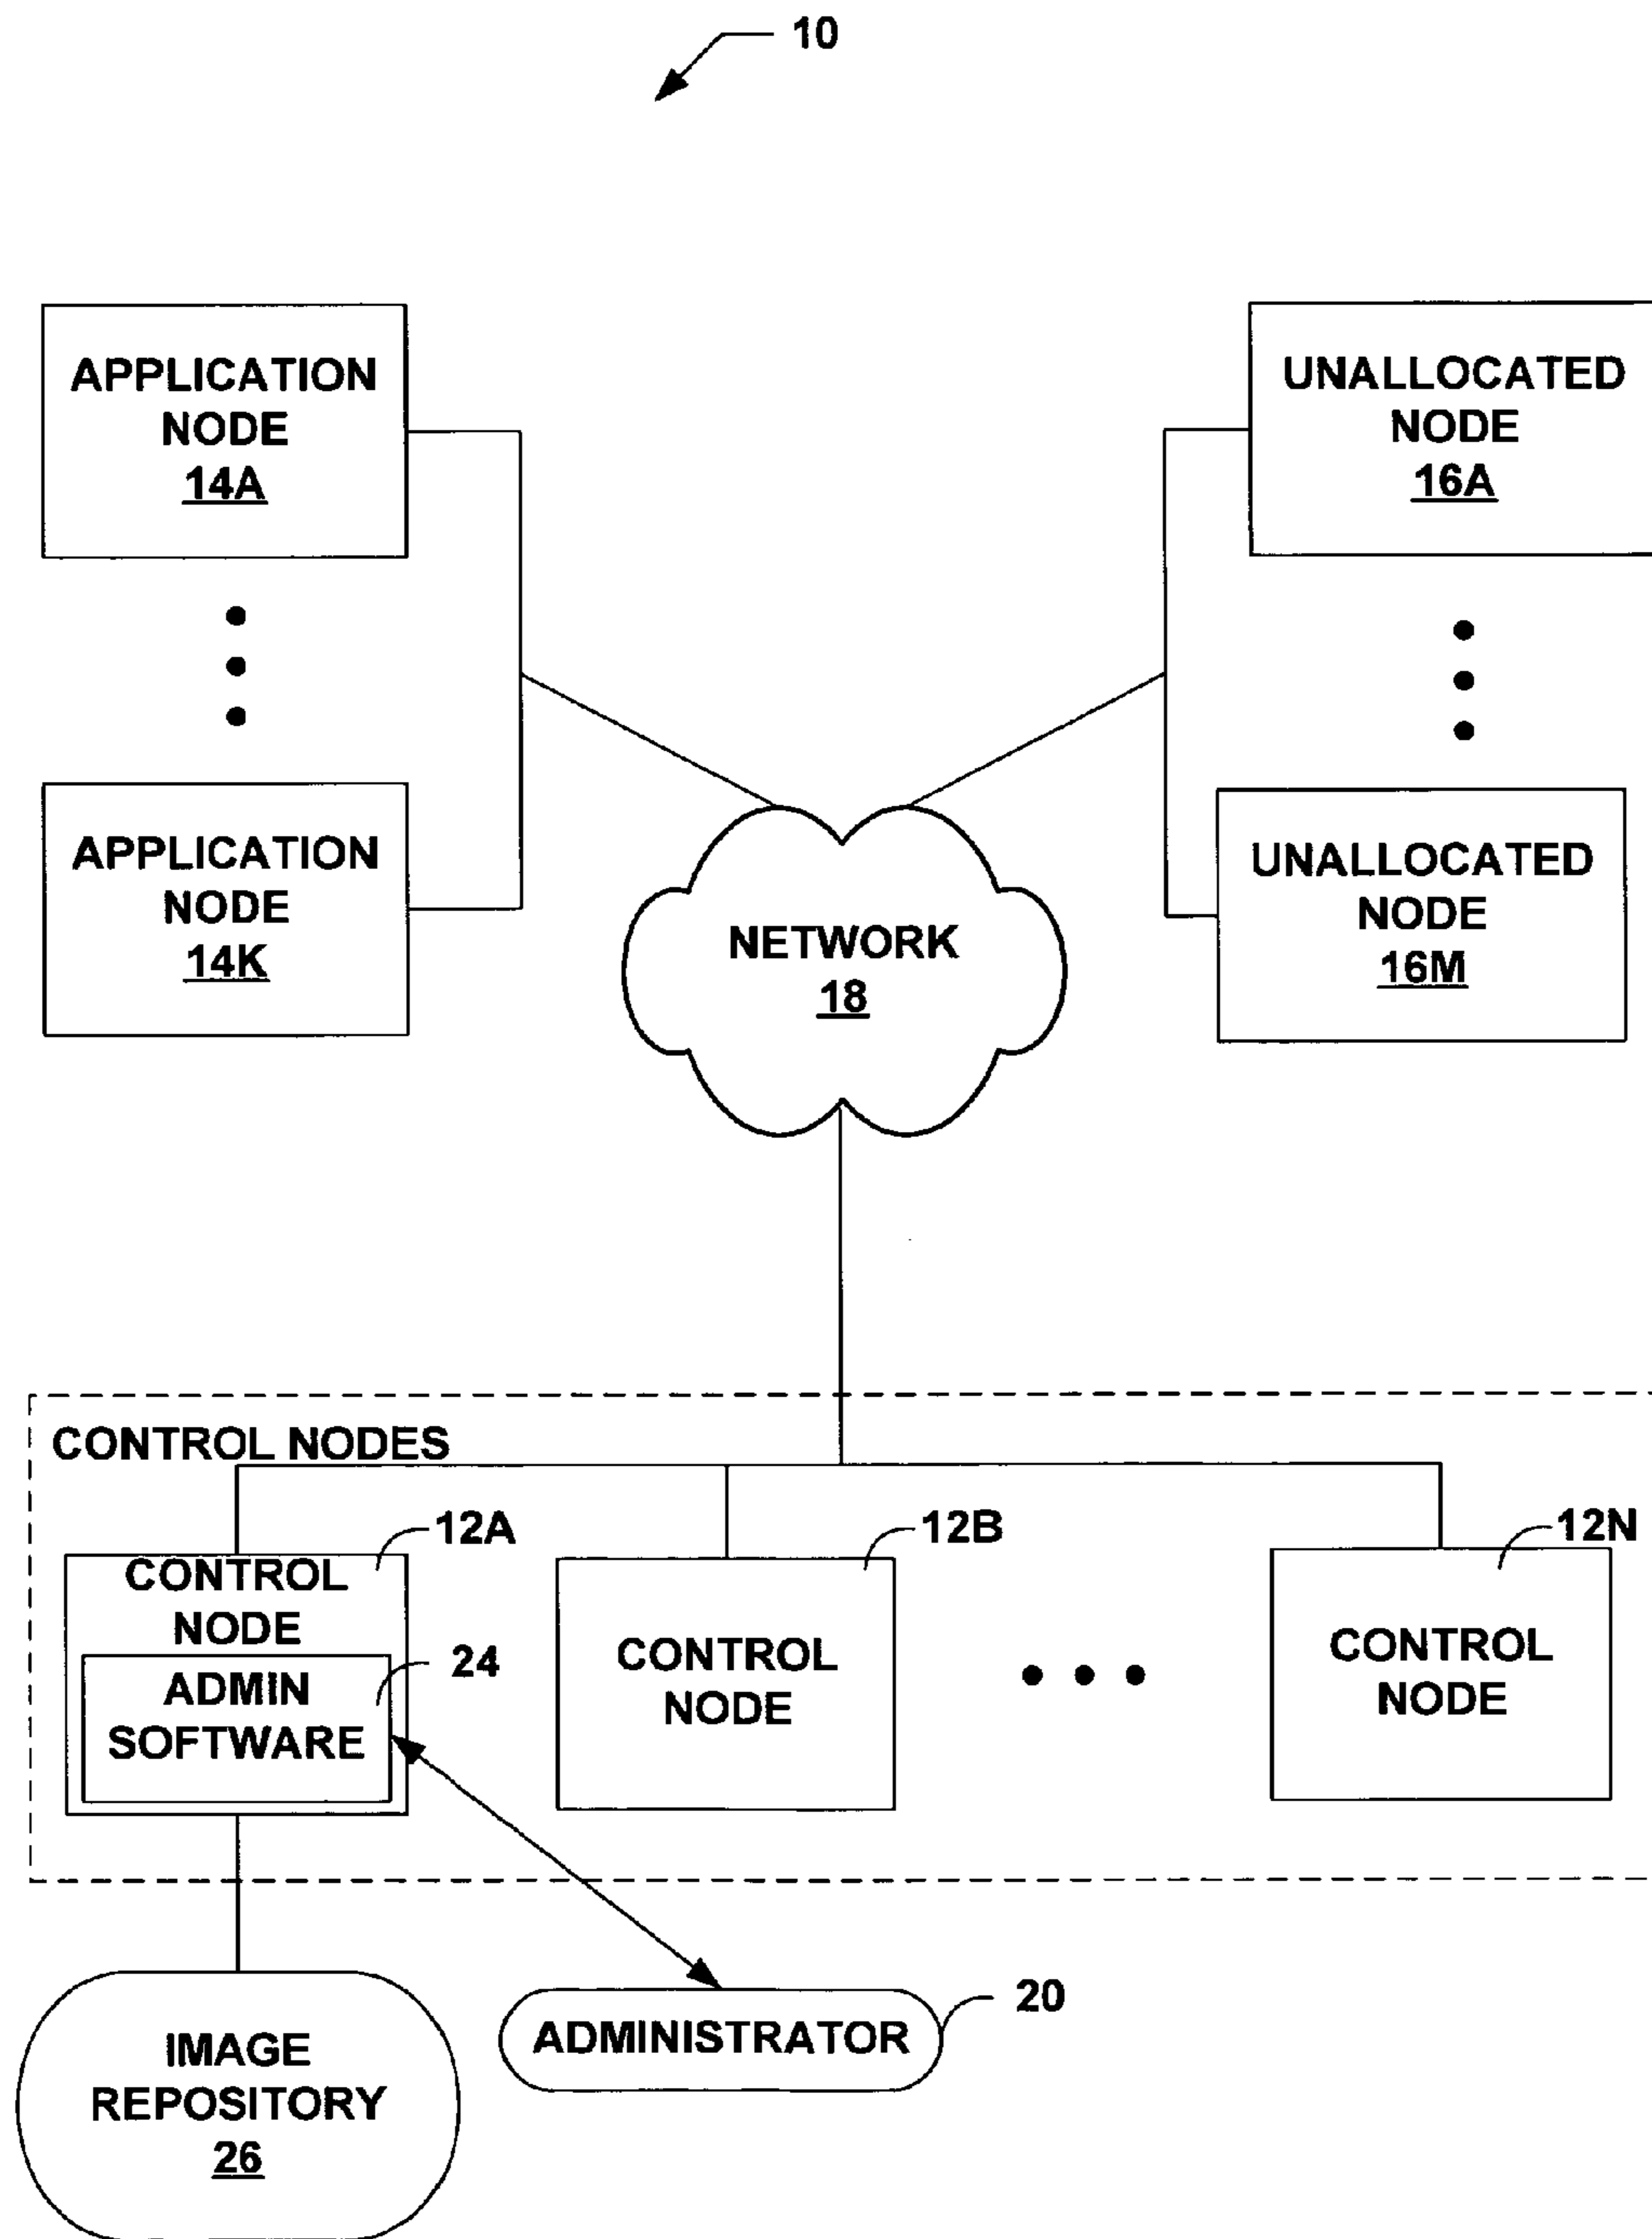 10
APPLICATION
NODE
14A
UNALLOCATED
NODE
16A
APPLICATION
NODE
14K
UNALLOCATED
NODE
16M
NETWORK
18
CONTROL NODES
12A
CONTROL
NODE
24
ADMIN
SOFTWARE
12B
CONTROL
NODE
12N
CONTROL
NODE
IMAGE
REPOSITORY
26
20
ADMINISTRATOR